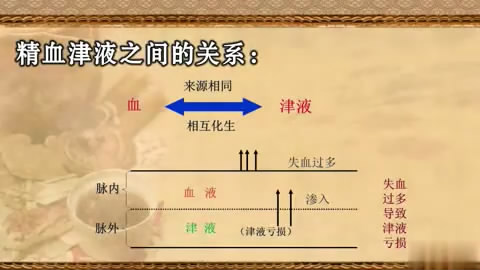 精血津液之间的关系：
来源相同
血
津液
相互化生
失血过多
脉内
血 液
渗入
脉外
津 液
（津液亏损）
失血
过多
导致
津液
亏损